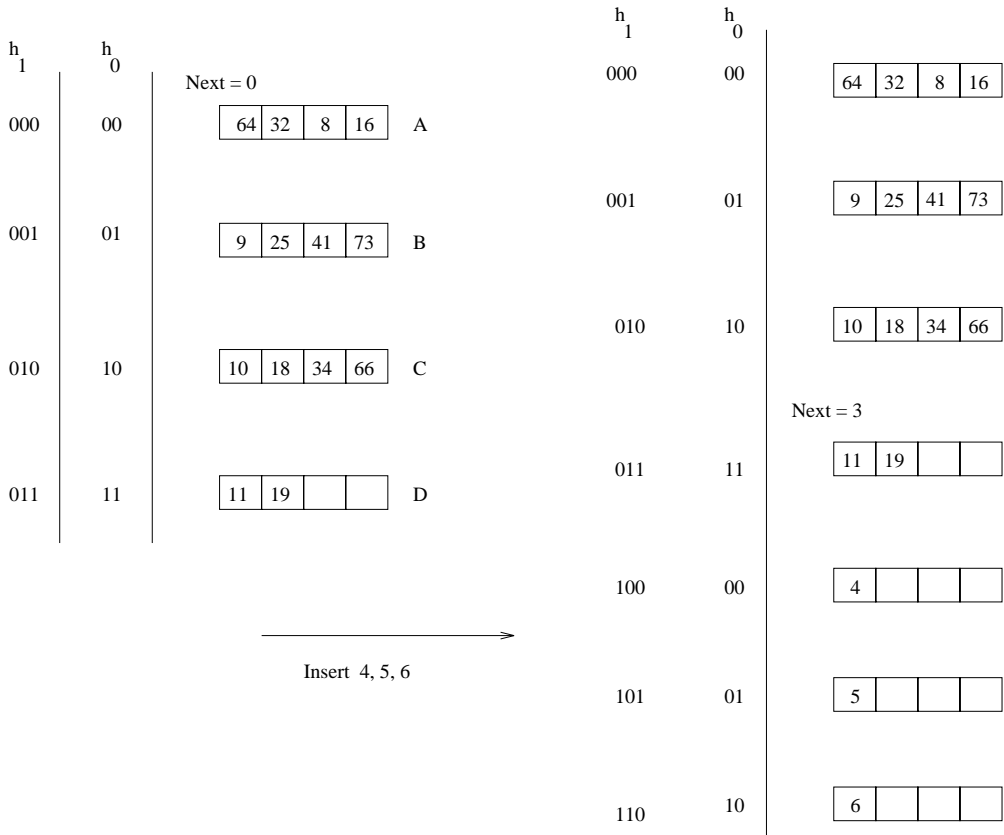 h1 h0
Next = 0
000 00 64 32 8 16 A
001 01 9 25 41 73 B
010 10 10 18 34 66 C
011 11 11 19 D
Insert 4, 5, 6
h1 h0
000 00 64 32 8 16
001 01 9 25 41 73
010 10 10 18 34 66
Next = 3
011 11 11 19
100 00 4
101 01 5
110 10 6